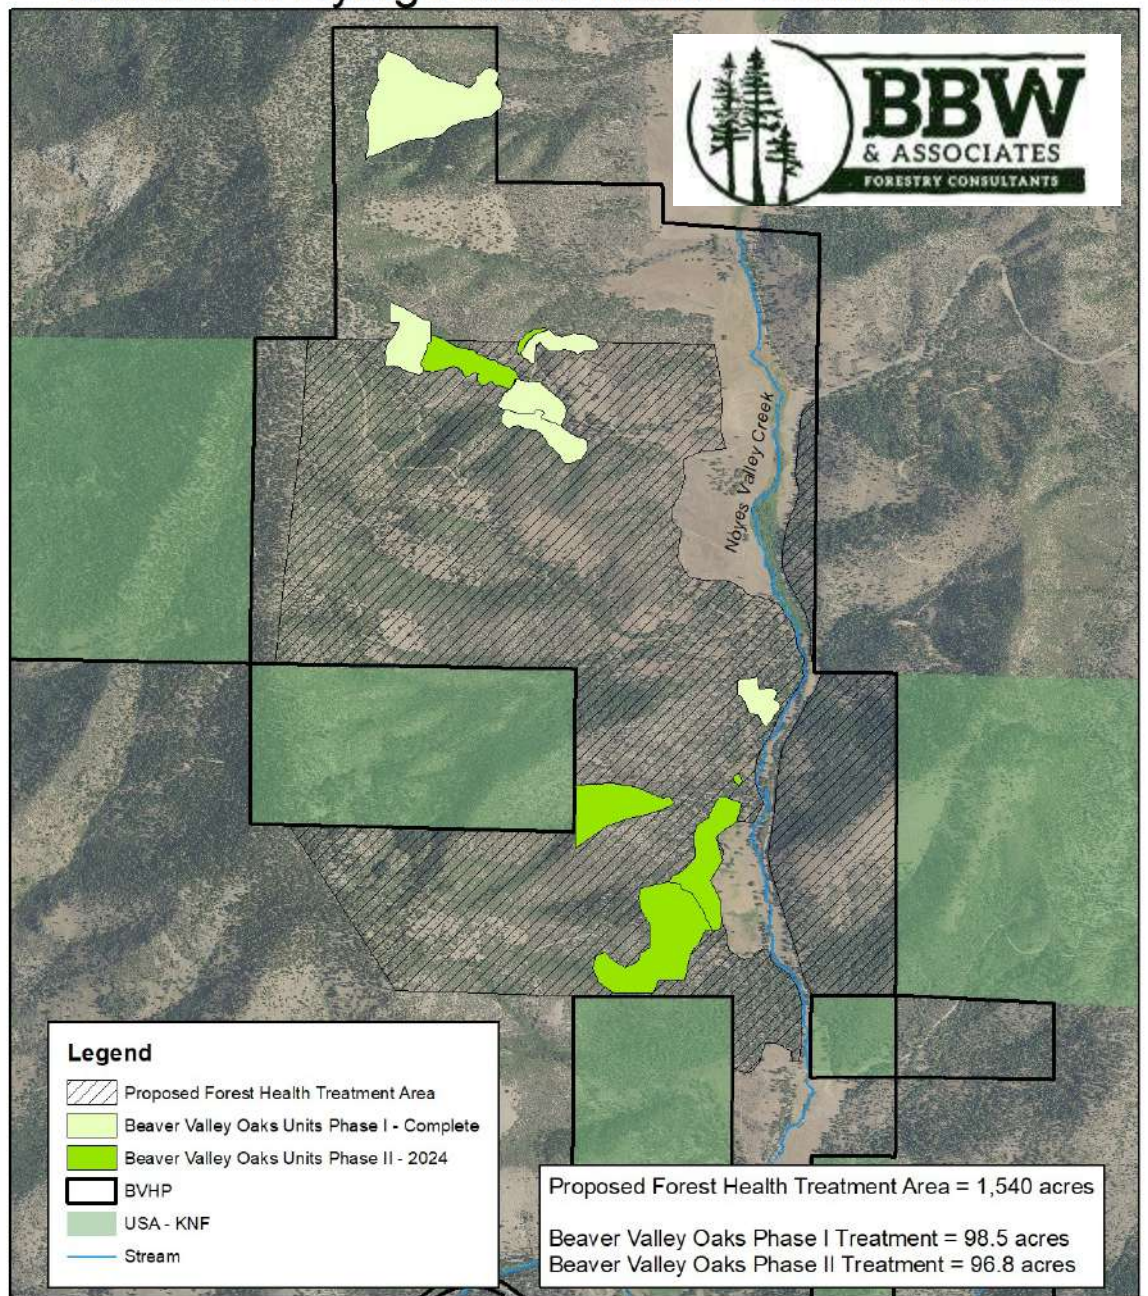 BBW
& ASSOCIATES
FORESTRY CONSULTANTS
Noyes Valley Creek
Legend
Proposed Forest Health Treatment Area
Beaver Valley Oaks Units Phase I - Complete
Beaver Valley Oaks Units Phase II - 2024
BVHP
USA - KNF
Stream
Proposed Forest Health Treatment Area = 1,540 acres
Beaver Valley Oaks Phase I Treatment = 98.5 acres
Beaver Valley Oaks Phase II Treatment = 96.8 acres